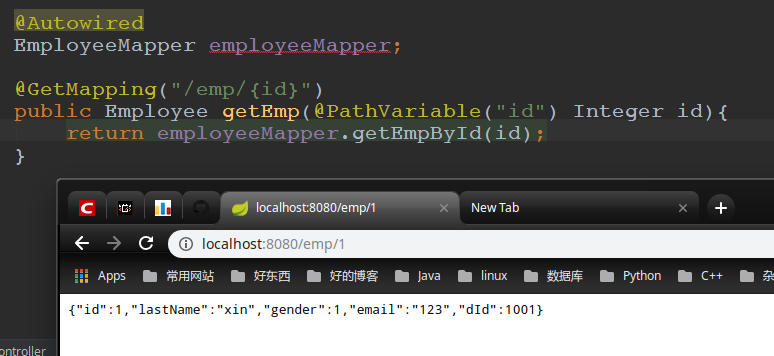 @Autowired
EmployeeMapper employeeMapper;
@GetMapping("/emp/{id}")
public Employee getEmp(@PathVariable("id") Integer id){
return employeeMapper.getEmpById(id);
}
localhost:8080/emp/1 New Tab
localhost:8080/emp/1
Apps 常用网站 好东西 好的博客 Java linux 数据库 Python C++ 杂
{"id":1,"lastName":"xin","gender":1,"email":"123","dId":1001}
ontroller